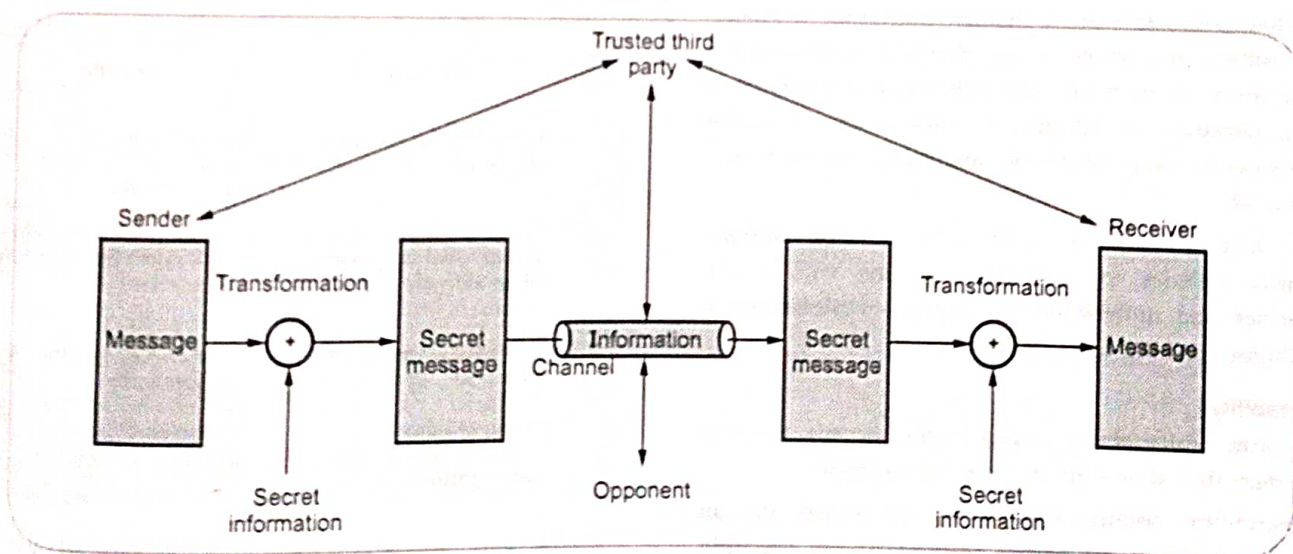 Trusted third
party
Sender
Receiver
Transformation
Transformation
Message
+
Secret
message
Information
Channel
Secret
message
+
Message
Secret
information
Opponent
Secret
information